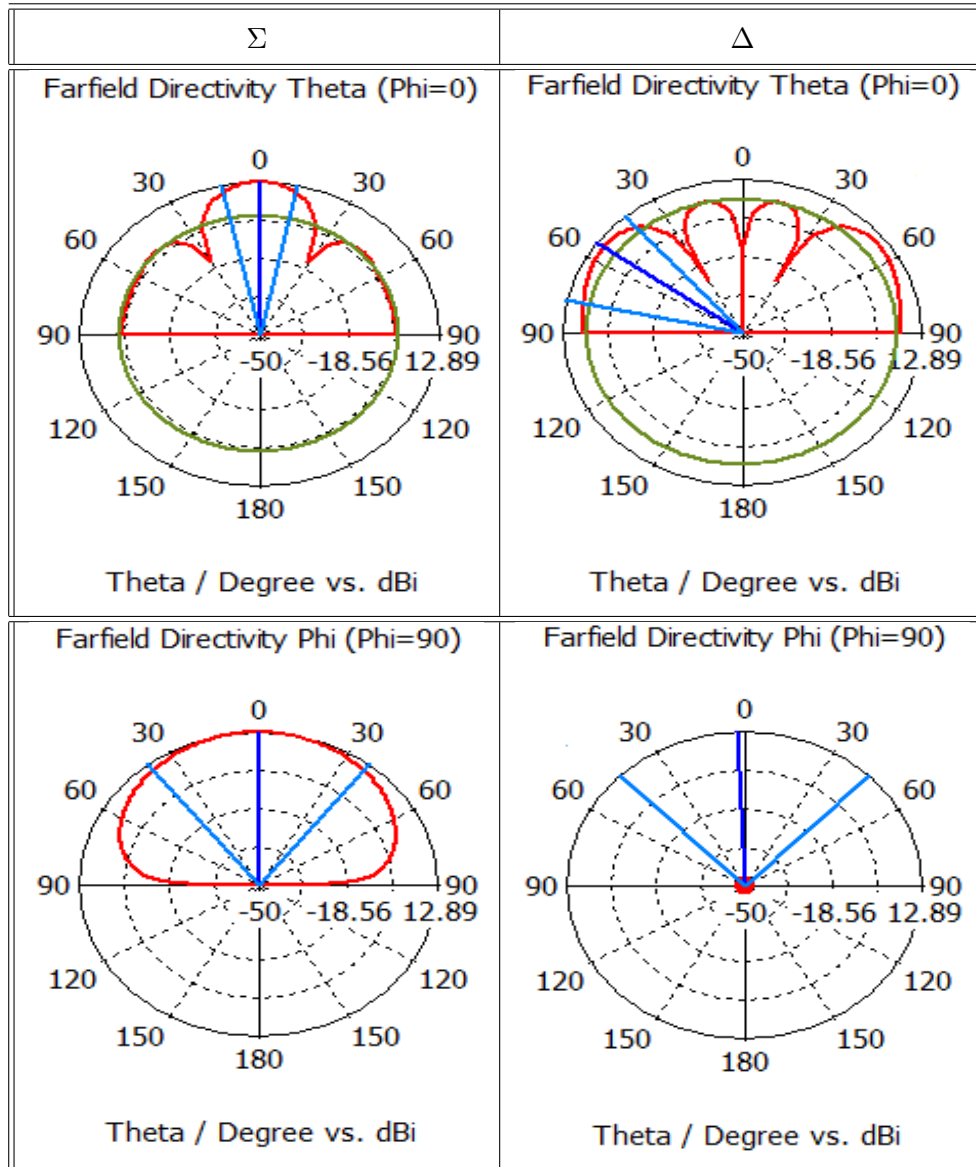 Σ Δ
Farfield Directivity Theta (Phi=0)
0
30 30
60 60
90 90
-50 -18.56 12.89
120 120
150 150
180
Theta / Degree vs. dBi
Farfield Directivity Theta (Phi=0)
0
30 30
60 60
90 90
-50 -18.56 12.89
120 120
150 150
180
Theta / Degree vs. dBi
Farfield Directivity Phi (Phi=90)
0
30 30
60 60
90 90
-50 -18.56 12.89
120 120
150 150
180
Theta / Degree vs. dBi
Farfield Directivity Phi (Phi=90)
0
30 30
60 60
90 90
-50 -18.56 12.89
120 120
150 150
180
Theta / Degree vs. dBi